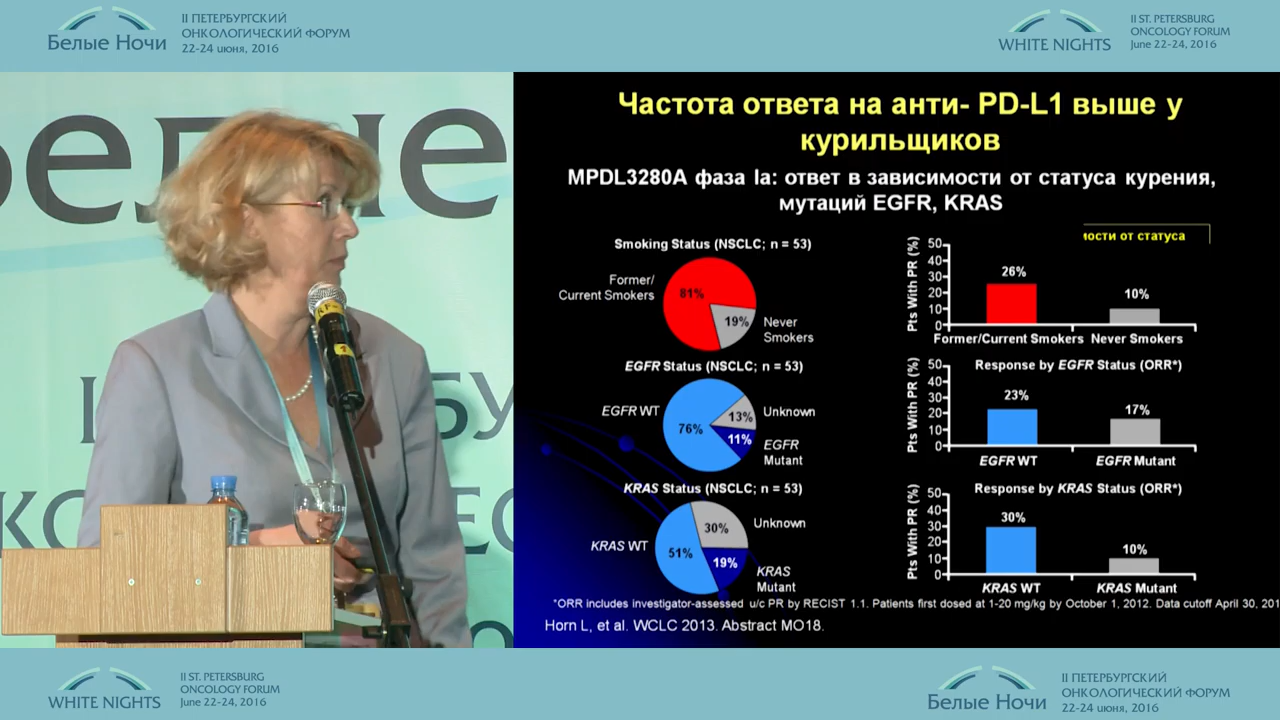 II ПЕТЕРБУРГСКИЙ
ОНКОЛОГИЧЕСКИЙ ФОРУМ
Белые Ночи
22-24 июня, 2016
II ST. PETERSBURG
ONCOLOGY FORUM
WHITE NIGHTS
June 22-24, 2016
Частота ответа на анти- PD-L1 выше у
курильщиков
MPDL3280A фаза Ia: ответ в зависимости от статуса курения,
мутаций EGFR, KRAS
Smoking Status (NSCLC; n = 53)
Former/
Current Smokers
81%
19%
Never
Smokers
мости от статуса
Pts With PR (%)
50
40
30
20
10
0
26%
10%
Former/Current Smokers
Never Smokers
EGFR Status (NSCLC; n = 53)
EGFR WT
76%
13%
Unknown
11%
EGFR
Mutant
Response by EGFR Status (ORR*)
Pts With PR (%)
50
40
30
20
10
0
23%
17%
EGFR WT
EGFR Mutant
KRAS Status (NSCLC; n = 53)
KRAS WT
51%
30%
Unknown
19%
KRAS
Mutant
Response by KRAS Status (ORR*)
Pts With PR (%)
50
40
30
20
10
0
30%
10%
KRAS WT
KRAS Mutant
*ORR includes investigator-assessed u/c PR by RECIST 1.1. Patients first dosed at 1-20 mg/kg by October 1, 2012. Data cutoff April 30, 201
Horn L, et al. WCLC 2013. Abstract MO18.
II ST. PETERSBURG
ONCOLOGY FORUM
WHITE NIGHTS
June 22-24, 2016
II ПЕТЕРБУРГСКИЙ
ОНКОЛОГИЧЕСКИЙ ФОРУМ
Белые Ночи
22-24 июня, 2016